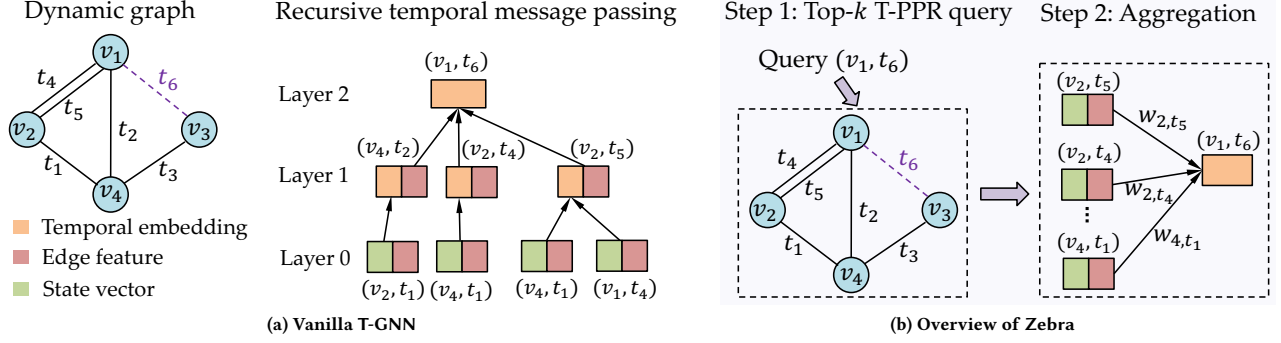 Dynamic graph
v₁
t₄
t₅
t₆
v₂
t₂
v₃
t₁
t₃
v₄
Temporal embedding
Edge feature
State vector
Recursive temporal message passing
(v₁, t₆)
Layer 2
(v₄, t₂) (v₂, t₄) (v₂, t₅)
Layer 1
Layer 0
(v₂, t₁) (v₄, t₁) (v₄, t₁) (v₁, t₄)
(a) Vanilla T-GNN
Step 1: Top-k T-PPR query
Query (v₁, t₆)
v₁
t₄
t₅
t₆
v₂
t₂
v₃
t₁
t₃
v₄
Step 2: Aggregation
(v₂, t₅)
w₂,t₅
(v₁, t₆)
(v₂, t₄)
w₂,t₄
⋮
(v₄, t₁)
w₄,t₁
(b) Overview of Zebra